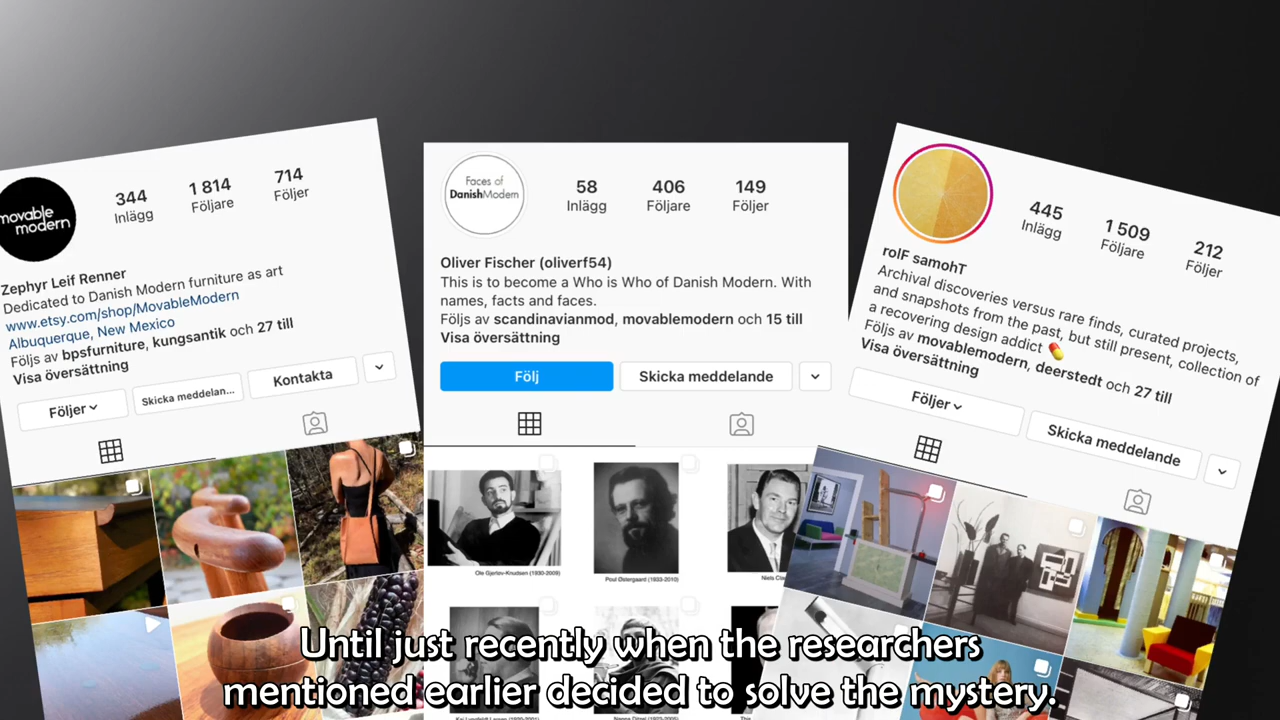 movable
modern
344
Inlägg
1 814
Följare
714
Följer
Zephyr Leif Renner
Dedicated to Danish Modern furniture as art
www.etsy.com/shop/MovableModern
Albuquerque, New Mexico
Följs av bpsfurniture, kungsantik och 27 till
Visa översättning
Följer
Skicka meddelan...
Kontakta
Faces of
DanishModern
58
Inlägg
406
Följare
149
Följer
Oliver Fischer (oliverf54)
This is to become a Who is Who of Danish Modern. With
names, facts and faces.
Följs av scandinavianmod, movablemodern och 15 till
Visa översättning
Följ
Skicka meddelande
Ole Gjerløv-Knudsen (1930-2009)
Poul Østergaard (1933-2010)
Niels
445
Inlägg
1 509
Följare
212
Följer
rolF samohT
Archival discoveries versus rare finds, curated projects,
and snapshots from the past, but still present, collection of
a recovering design addict
Följs av movablemodern, deerstedt och 27 till
Visa översättning
Följer
Skicka meddelande
Until just recently when the researchers
mentioned earlier decided to solve the mystery.